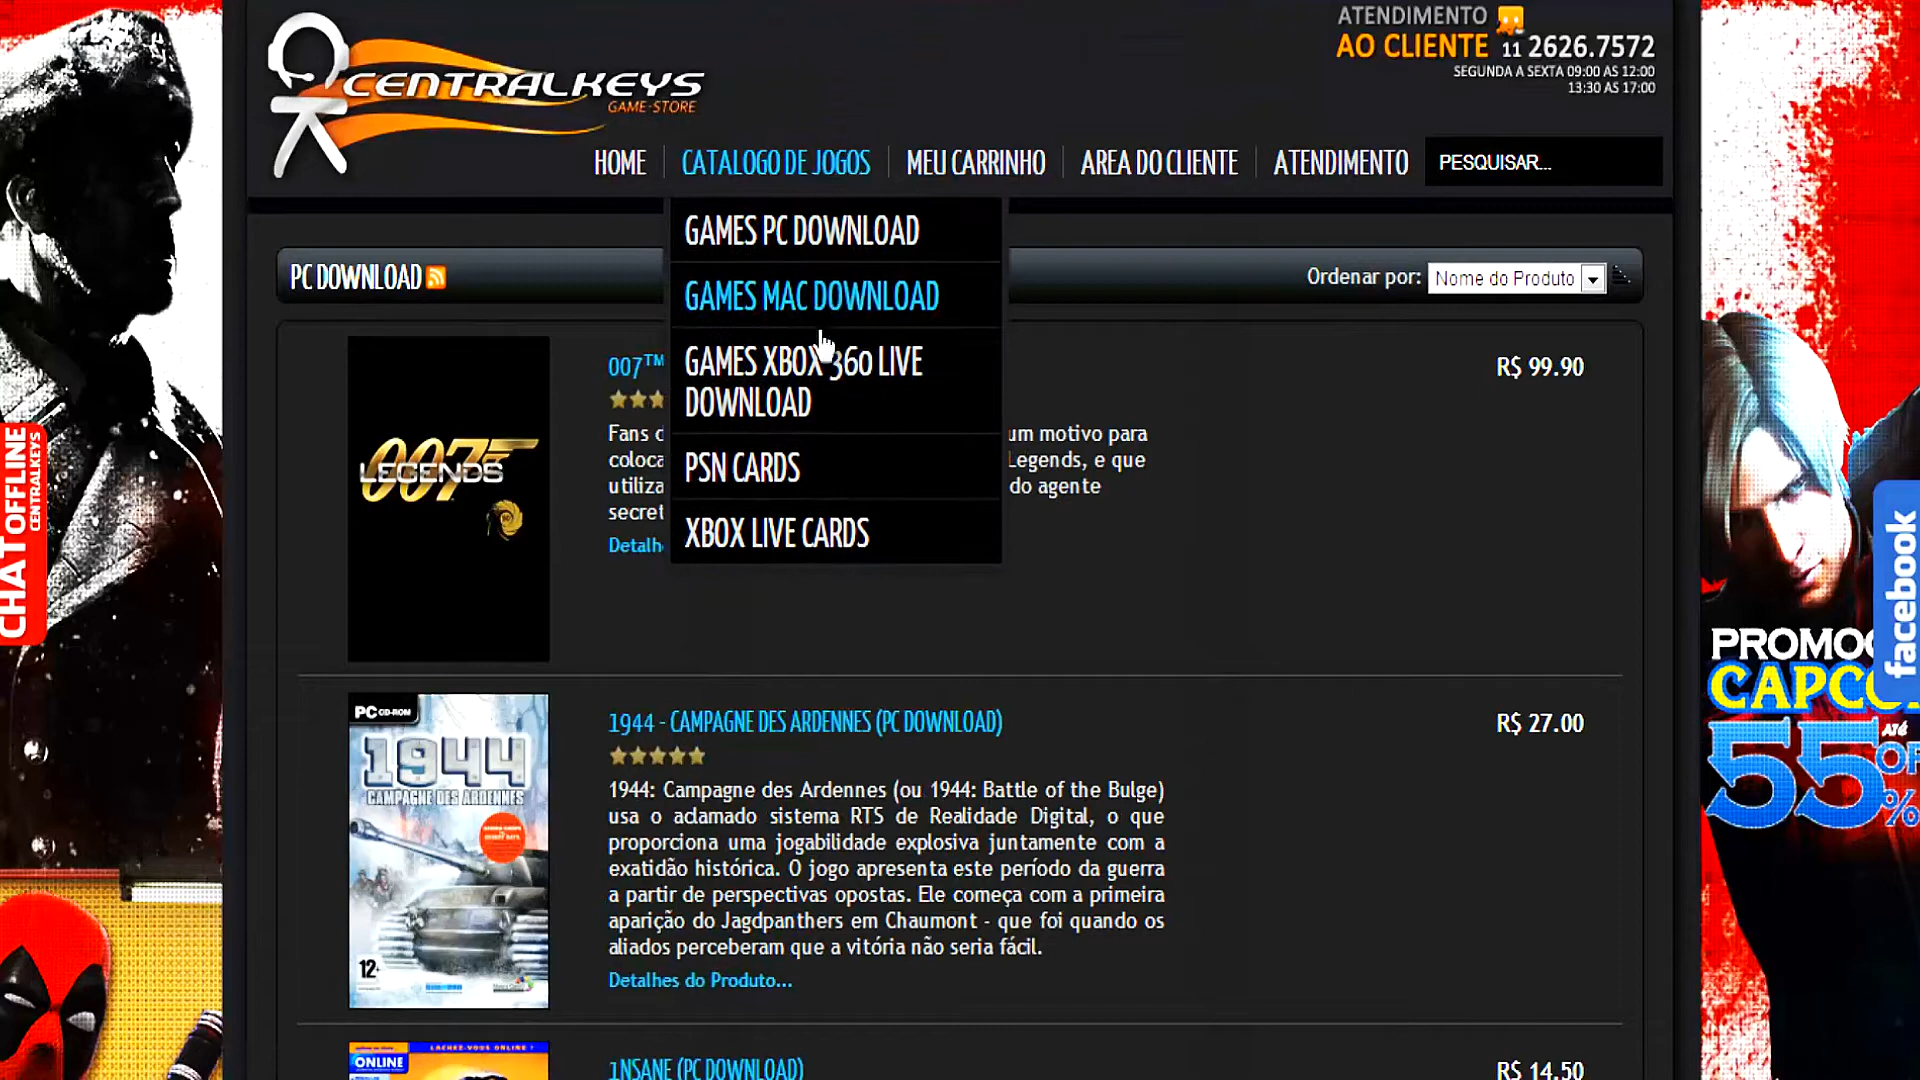 ATENDIMENTO
AO CLIENTE 11 2626.7572
SEGUNDA A SEXTA 09:00 AS 12:00
13:30 AS 17:00
CENTRALKEYS
GAME-STORE
HOME CATALOGO DE JOGOS MEU CARRINHO AREA DO CLIENTE ATENDIMENTO PESQUISAR...
GAMES PC DOWNLOAD
GAMES MAC DOWNLOAD
GAMES XBOX 360 LIVE
DOWNLOAD
PSN CARDS
XBOX LIVE CARDS
PC DOWNLOAD Ordenar por: Nome do Produto
007 LEGENDS
007™ R$ 99.90
Fans um motivo para
coloca Legends, e que
utiliza do agente
secret
Detalh
PC CD-ROM
1944
CAMPAGNE DES ARDENNES
12+
1944 - CAMPAGNE DES ARDENNES (PC DOWNLOAD) R$ 27.00
1944: Campagne des Ardennes (ou 1944: Battle of the Bulge)
usa o aclamado sistema RTS de Realidade Digital, o que
proporciona uma jogabilidade explosiva juntamente com a
exatidão histórica. O jogo apresenta este período da guerra
a partir de perspectivas opostas. Ele começa com a primeira
aparição do Jagdpanthers em Chaumont - que foi quando os
aliados perceberam que a vitória não seria fácil.
Detalhes do Produto...
LACHEZ-VOUS ONLINE !
ONLINE
1NSANE (PC DOWNLOAD) R$ 14.50
CHAT OFFLINE
CENTRALKEYS
facebook
PROMOC
CAPCO
ATÉ
55% OF